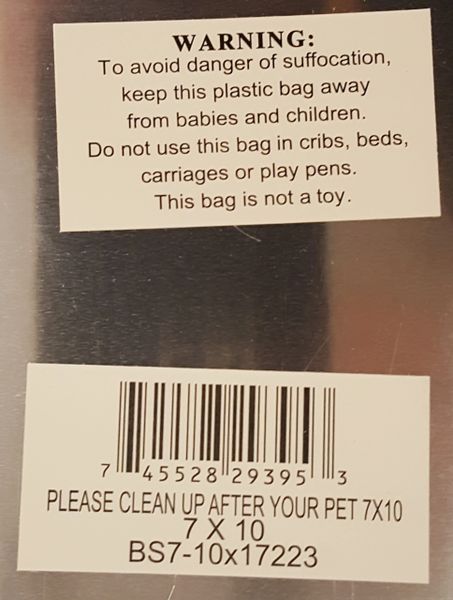 WARNING:
To avoid danger of suffocation,
keep this plastic bag away
from babies and children.
Do not use this bag in cribs, beds,
carriages or play pens.
This bag is not a toy.
7 45528 29395 3
PLEASE CLEAN UP AFTER YOUR PET 7X10
7 X 10
BS7-10x17223